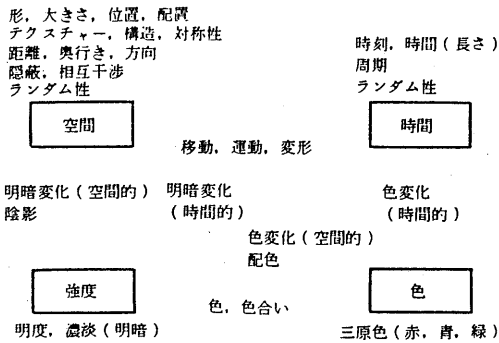 形，大きさ，位置，配置
テクスチャー，構造，対称性
距離，奥行き，方向
隠蔽，相互干渉
ランダム性
時刻，時間（長さ）
周期
ランダム性
空間
時間
移動，運動，変形
明暗変化（空間的）
陰影
明暗変化
（時間的）
色変化
（時間的）
色変化（空間的）
配色
強度
色
色，色合い
明度，濃淡（明暗）
三原色（赤，青，緑）